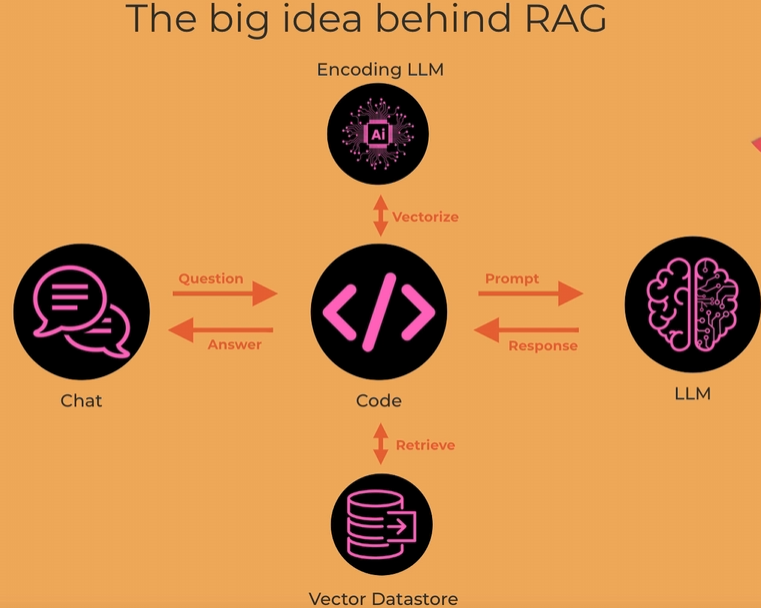 The big idea behind RAG
Encoding LLM
Ai
Vectorize
Question
Prompt
Answer
Response
Chat
Code
LLM
Retrieve
Vector Datastore